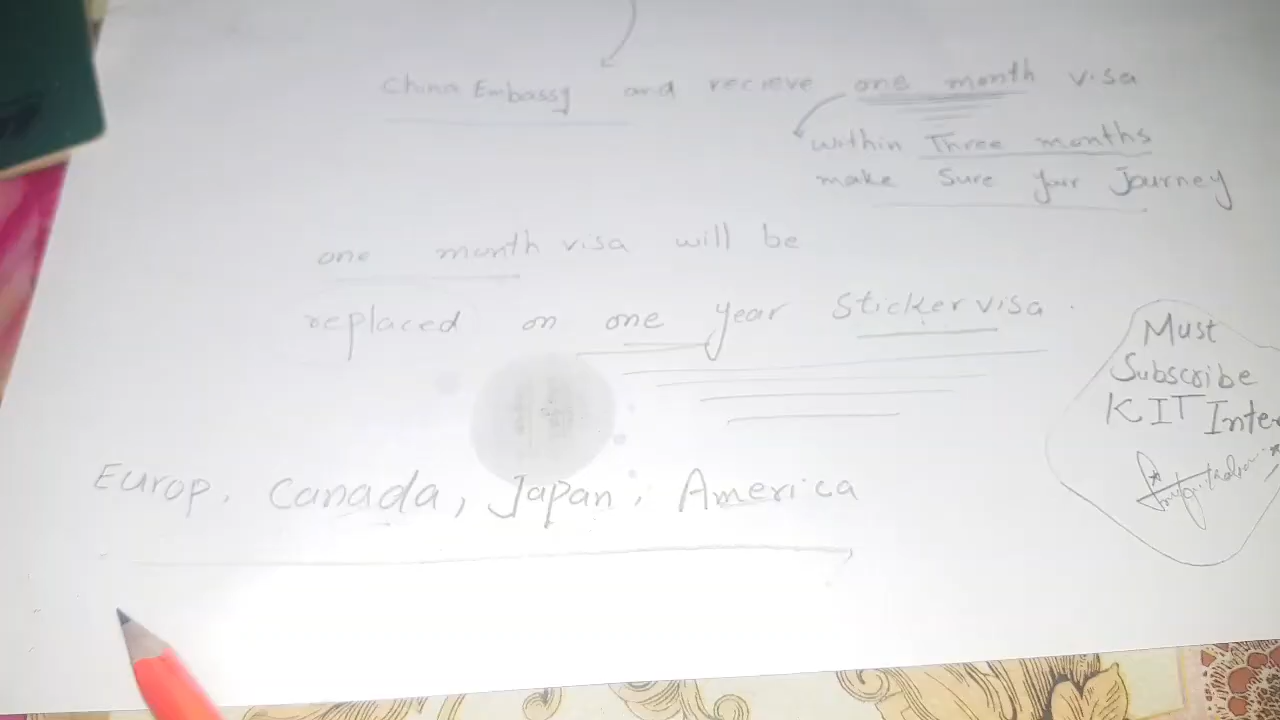 China Embassy and recieve one month visa
within Three months
make Sure your Journey
one month visa will be
replaced on one year Sticker visa.
Must
Subscribe
KIT Inte
Europ, Canada, Japan, America